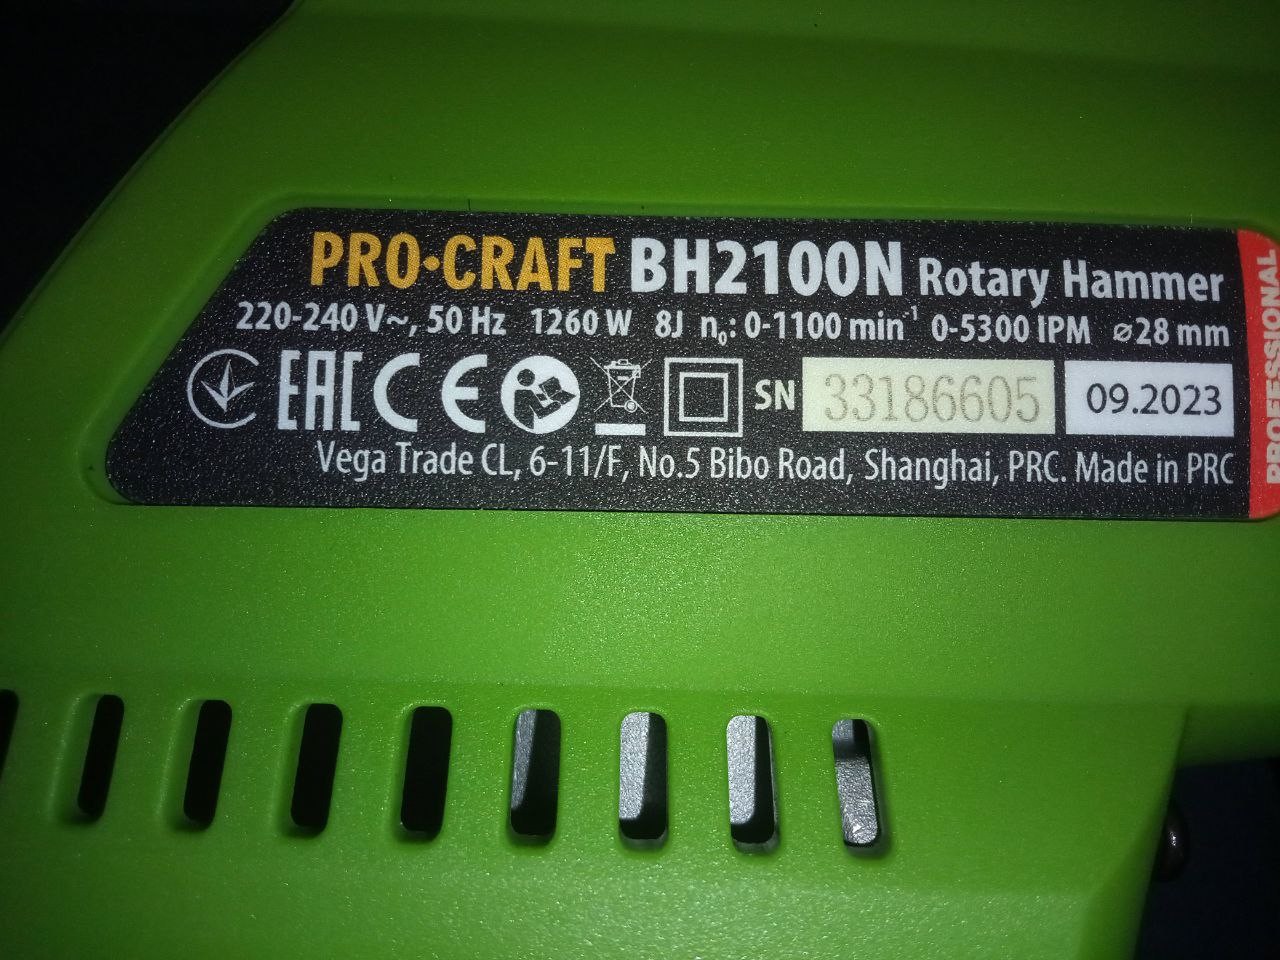 PRO·CRAFT BH2100N Rotary Hammer
220-240 V~, 50 Hz 1260 W 8J n₀: 0-1100 min⁻¹ 0-5300 IPM ⌀28 mm
EAC CE SN 33186605 09.2023
Vega Trade CL, 6-11/F, No.5 Bibo Road, Shanghai, PRC. Made in PRC
PROFESSIONAL